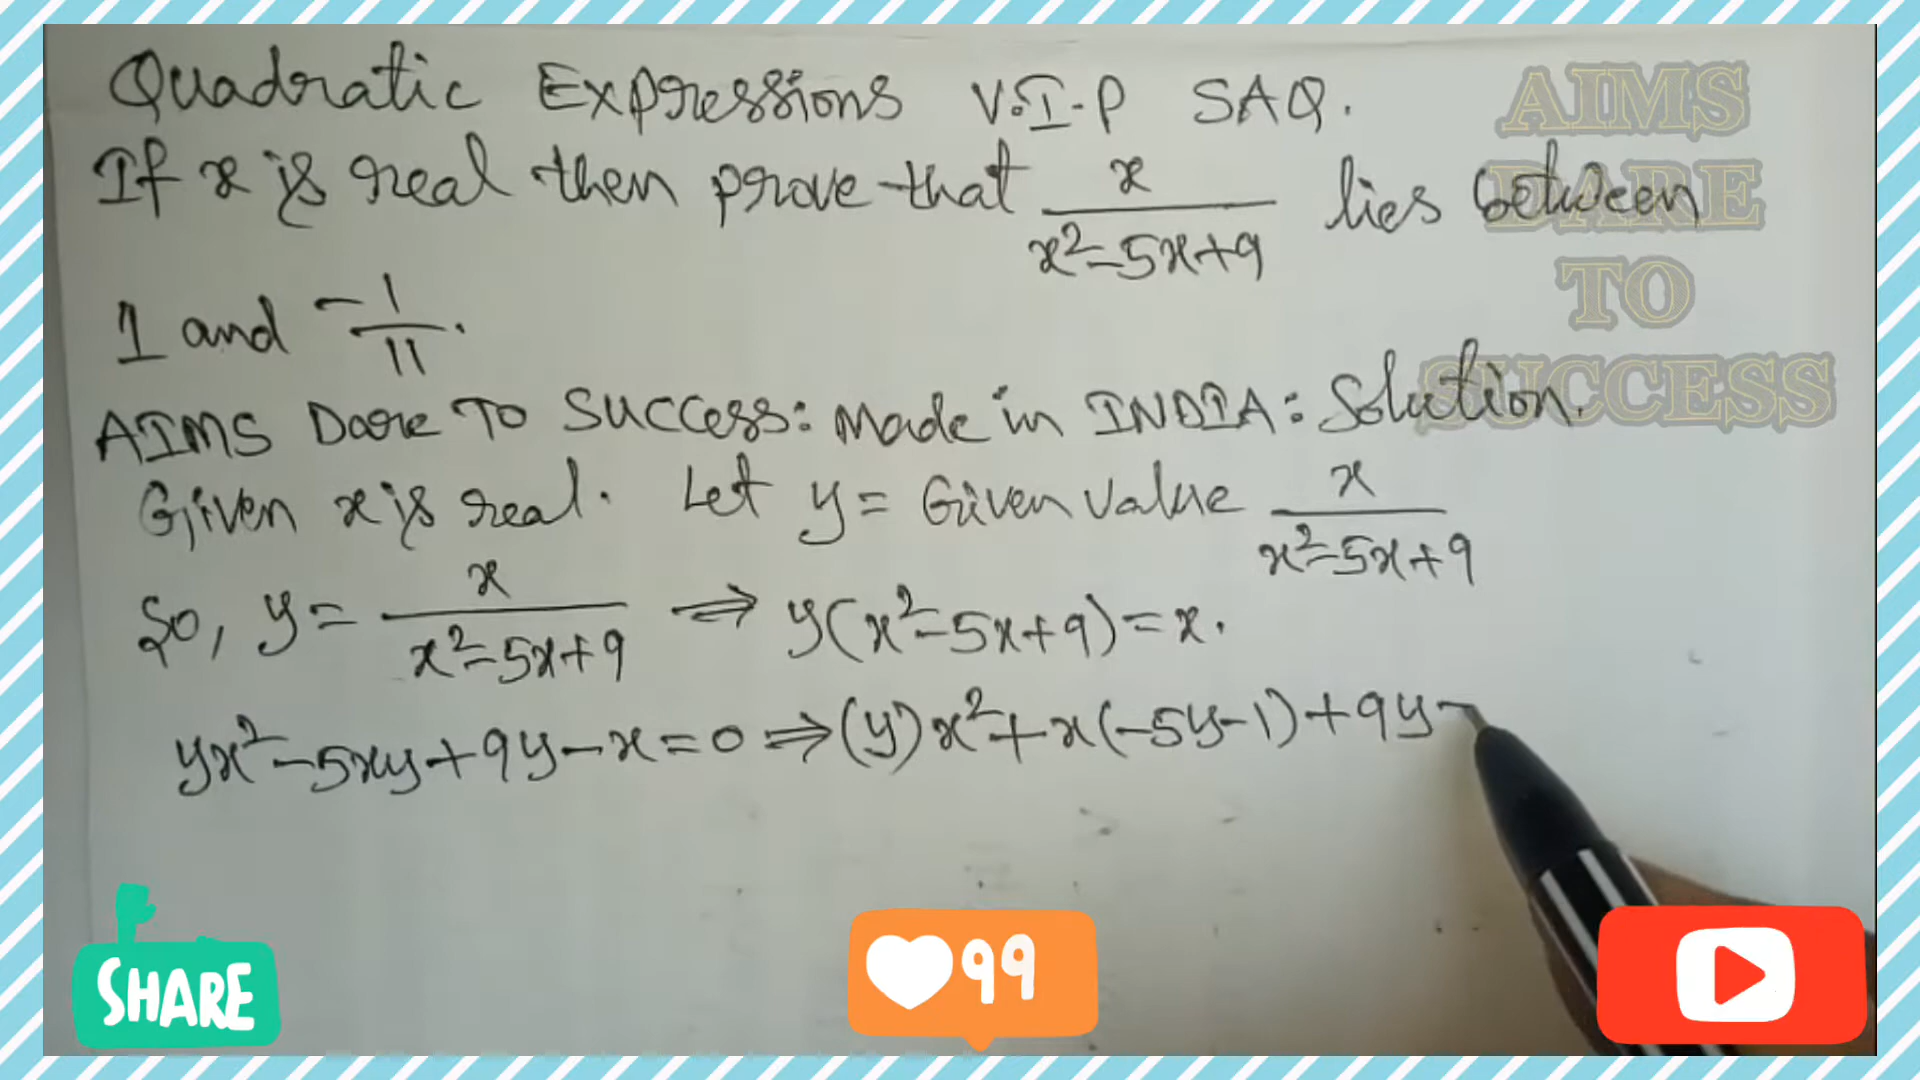 Quadratic Expressions V.I.P SAQ.
If x is real then prove that x/(x²-5x+9) lies between
1 and -1/11.
AIMS Dare To Success: Made in INDIA: Solution.
Given x is real. Let y = Given value x/(x²-5x+9)
So, y = x/(x²-5x+9) ⇒ y(x²-5x+9) = x.
yx²-5xy+9y-x=0 ⇒ (y)x²+x(-5y-1)+9y-
AIMS
DARE
TO
SUCCESS
SHARE
99